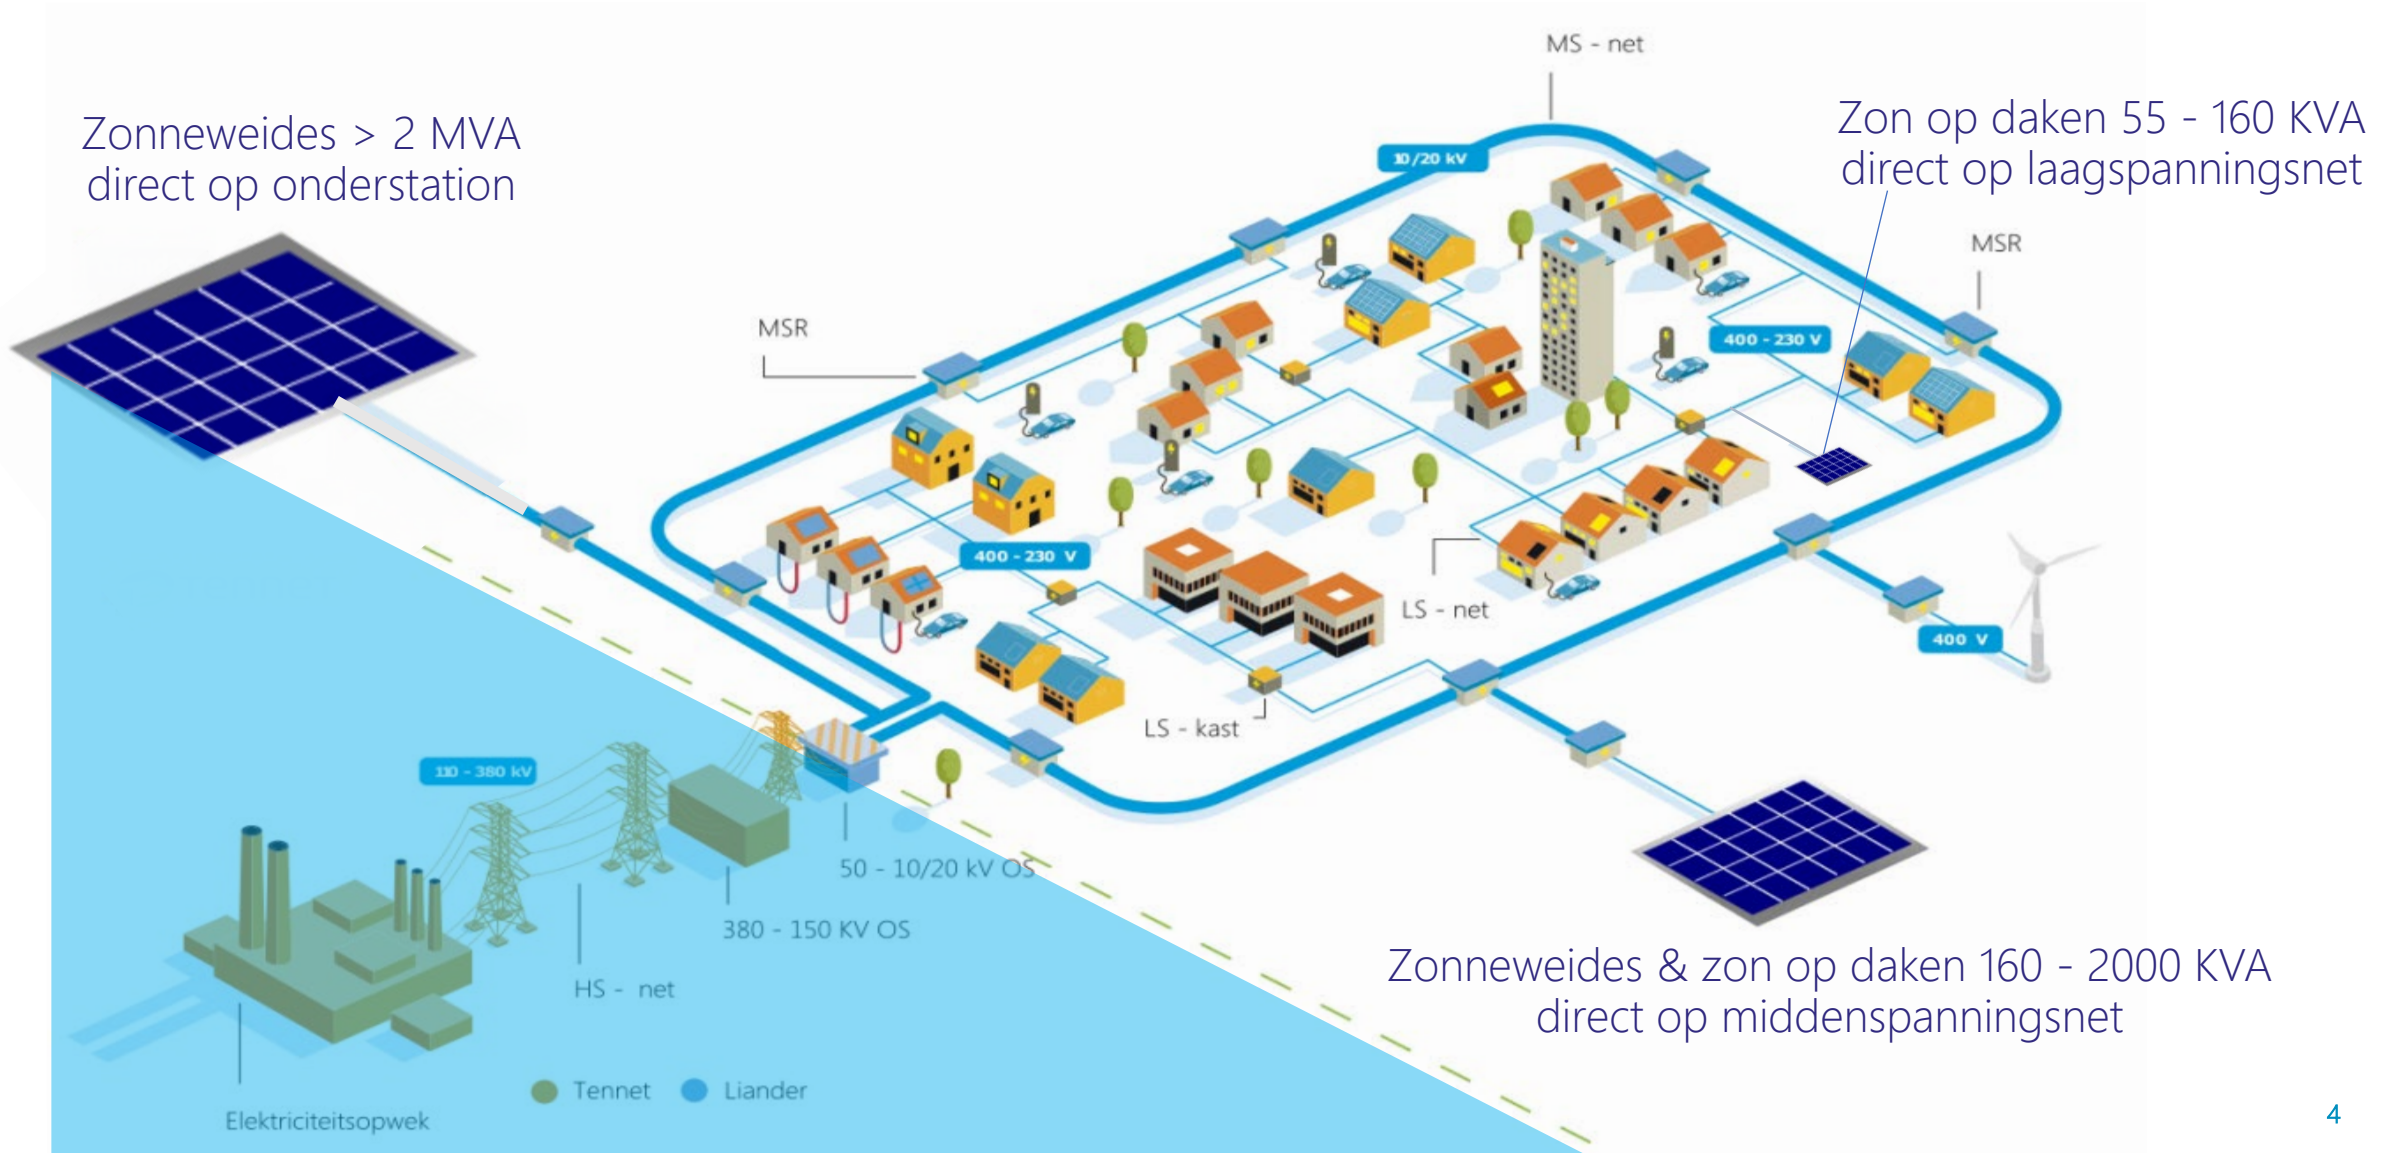 MS - net
Zonneweides > 2 MVA
direct op onderstation
Zon op daken 55 - 160 KVA
direct op laagspanningsnet
10/20 kV
MSR
MSR
400 - 230 V
400 - 230 V
LS - net
400 V
LS - kast
110 - 380 kV
50 - 10/20 kV OS
380 - 150 KV OS
HS - net
Zonneweides & zon op daken 160 - 2000 KVA
direct op middenspanningsnet
Tennet
Liander
Elektriciteitsopwek
4